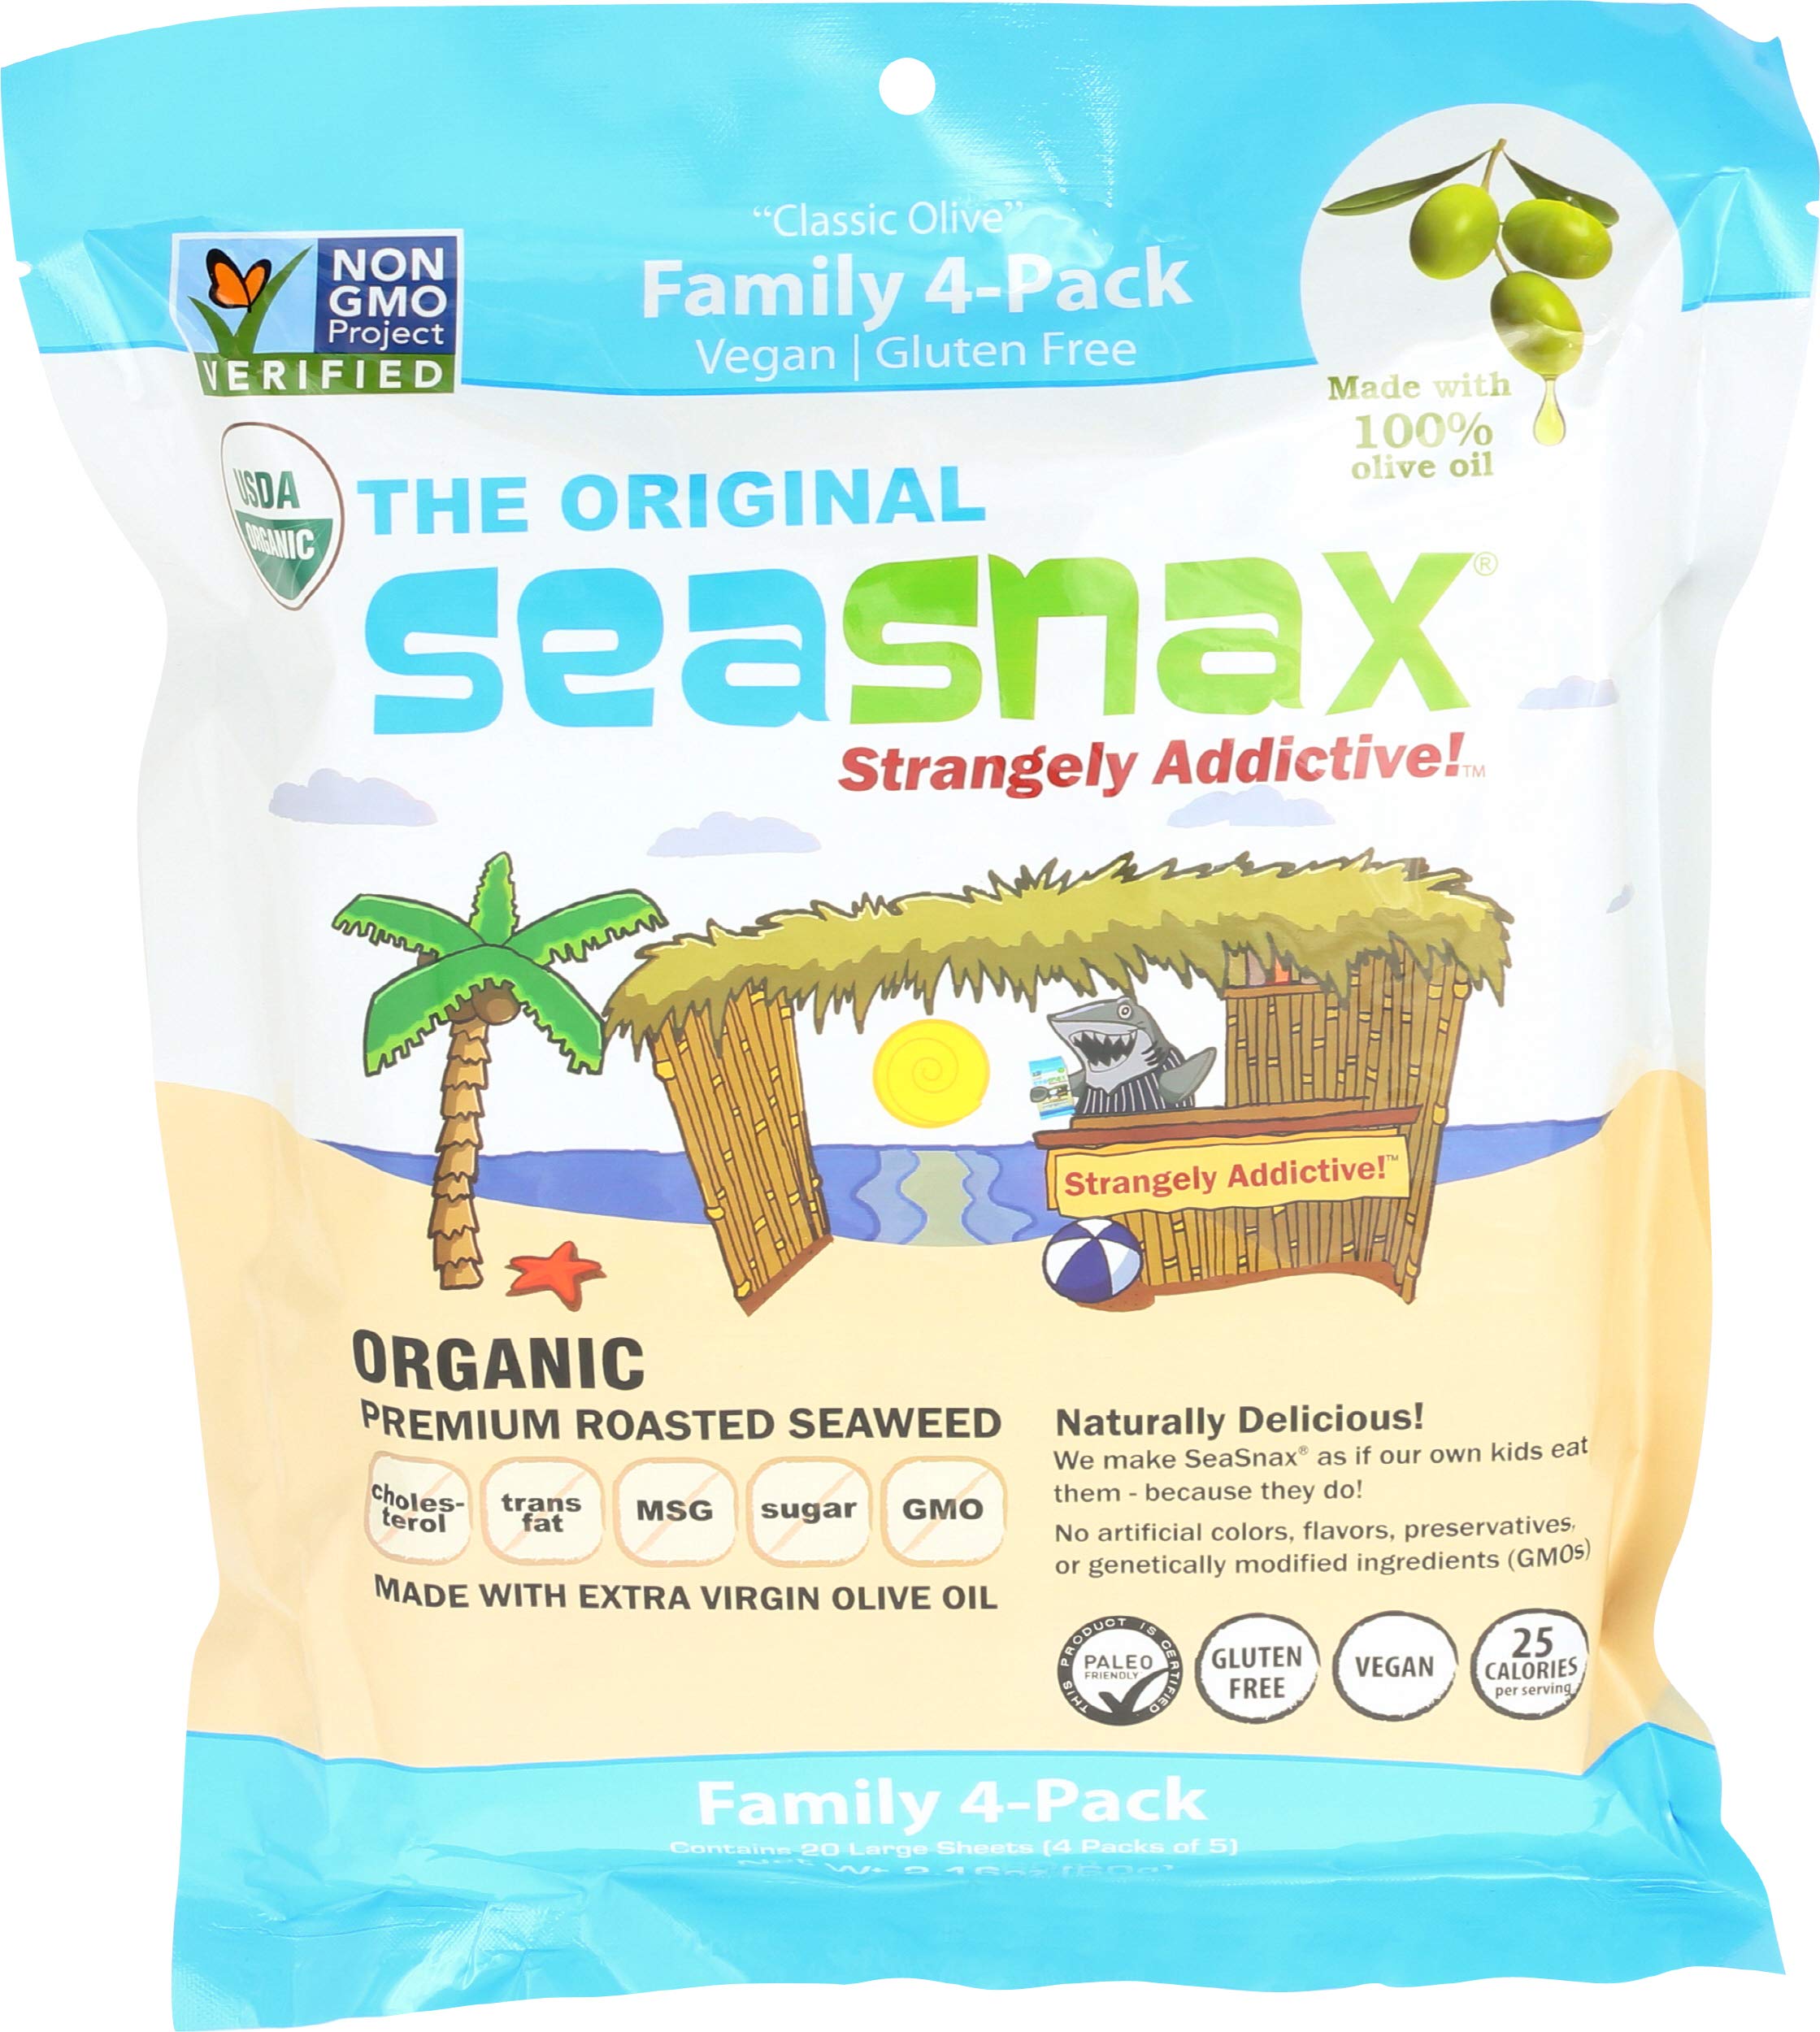 "Classic Olive"
Family 4-Pack
Vegan | Gluten Free
NON
GMO
Project
VERIFIED
Made with
100%
olive oil
USDA
ORGANIC
THE ORIGINAL
seasnax®
Strangely Addictive!™
Strangely Addictive!™
ORGANIC
PREMIUM ROASTED SEAWEED
choles-
terol
trans
fat
MSG
sugar
GMO
MADE WITH EXTRA VIRGIN OLIVE OIL
Naturally Delicious!
We make SeaSnax® as if our own kids eat
them - because they do!
No artificial colors, flavors, preservatives,
or genetically modified ingredients (GMOs)
THIS PRODUCT IS CERTIFIED
PALEO
FRIENDLY
GLUTEN
FREE
VEGAN
25
CALORIES
per serving
Family 4-Pack
Contains 20 Large Sheets (4 Packs of 5)
Net Wt